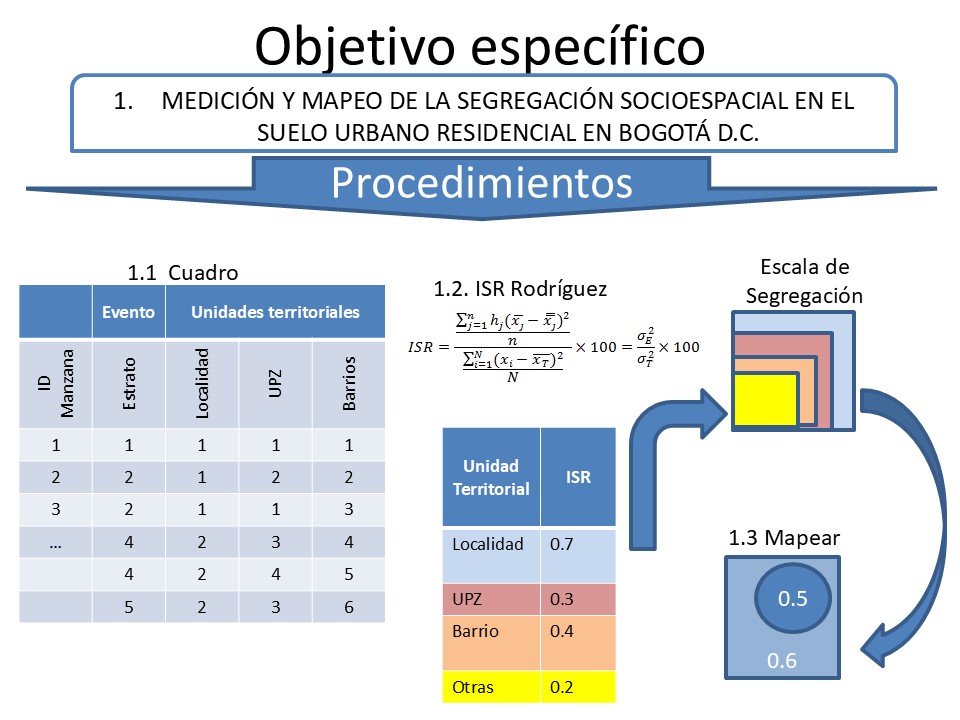 Objetivo específico
1. MEDICIÓN Y MAPEO DE LA SEGREGACIÓN SOCIOESPACIAL EN EL
SUELO URBANO RESIDENCIAL EN BOGOTÁ D.C.
Procedimientos
1.1 Cuadro
Evento Unidades territoriales
ID Manzana Estrato Localidad UPZ Barrios
1 1 1 1 1
2 2 1 2 2
3 2 1 1 3
... 4 2 3 4
4 2 4 5
5 2 3 6
1.2. ISR Rodríguez
ISR = \frac{\frac{\sum_{j=1}^{n} h_j(\overline{x_j} - \overline{\overline{x_j}})^2}{n}}{\frac{\sum_{i=1}^{N} (x_i - \overline{x_T})^2}{N}} × 100 = \frac{σ_E^2}{σ_T^2} × 100
Unidad
Territorial ISR
Localidad 0.7
UPZ 0.3
Barrio 0.4
Otras 0.2
Escala de
Segregación
1.3 Mapear
0.5
0.6